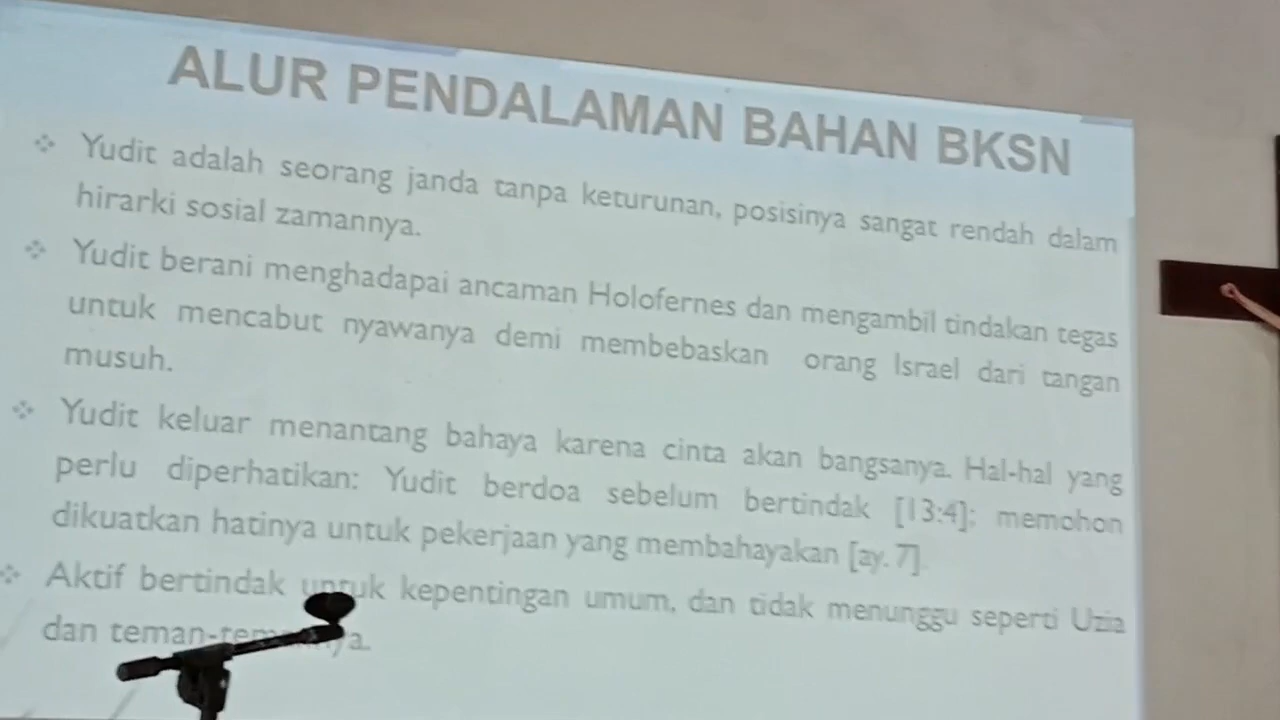 ALUR PENDALAMAN BAHAN BKSN
Yudit adalah seorang janda tanpa keturunan, posisinya sangat rendah dalam
hirarki sosial zamannya.
Yudit berani menghadapai ancaman Holofernes dan mengambil tindakan tegas
untuk mencabut nyawanya demi membebaskan orang Israel dari tangan
musuh.
Yudit keluar menantang bahaya karena cinta akan bangsanya. Hal-hal yang
perlu diperhatikan: Yudit berdoa sebelum bertindak [13:4]; memohon
dikuatkan hatinya untuk pekerjaan yang membahayakan [ay. 7].
Aktif bertindak untuk kepentingan umum, dan tidak menunggu seperti Uzia
dan teman-temannya.